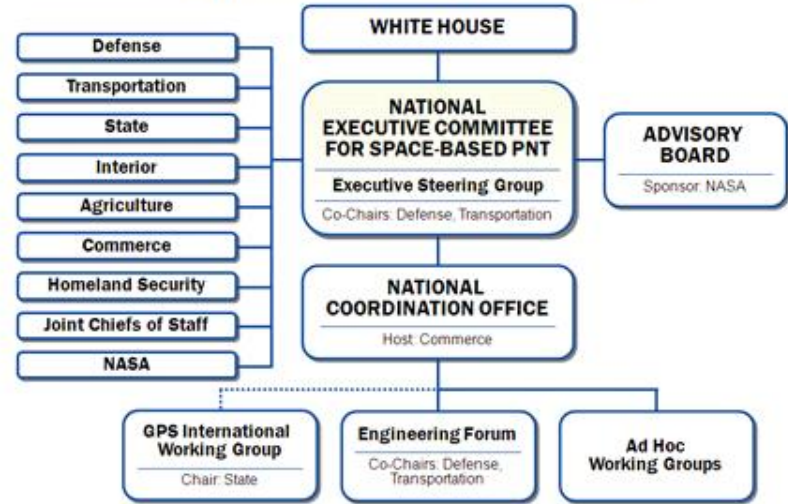 WHITE HOUSE
Defense
Transportation
State
Interior
Agriculture
Commerce
Homeland Security
Joint Chiefs of Staff
NASA
NATIONAL
EXECUTIVE COMMITTEE
FOR SPACE-BASED PNT
Executive Steering Group
Co-Chairs: Defense, Transportation
ADVISORY
BOARD
Sponsor: NASA
NATIONAL
COORDINATION OFFICE
Host: Commerce
GPS International
Working Group
Chair: State
Engineering Forum
Co-Chairs: Defense,
Transportation
Ad Hoc
Working Groups